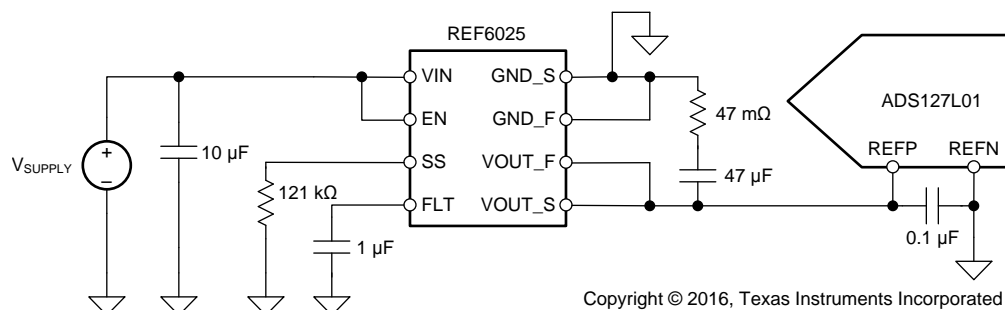 REF6025
VIN
GND_S
EN
GND_F
SS
VOUT_F
FLT
VOUT_S
VSUPPLY
+
−
10 µF
121 kΩ
1 µF
47 mΩ
47 µF
ADS127L01
REFP
REFN
0.1 µF
Copyright © 2016, Texas Instruments Incorporated